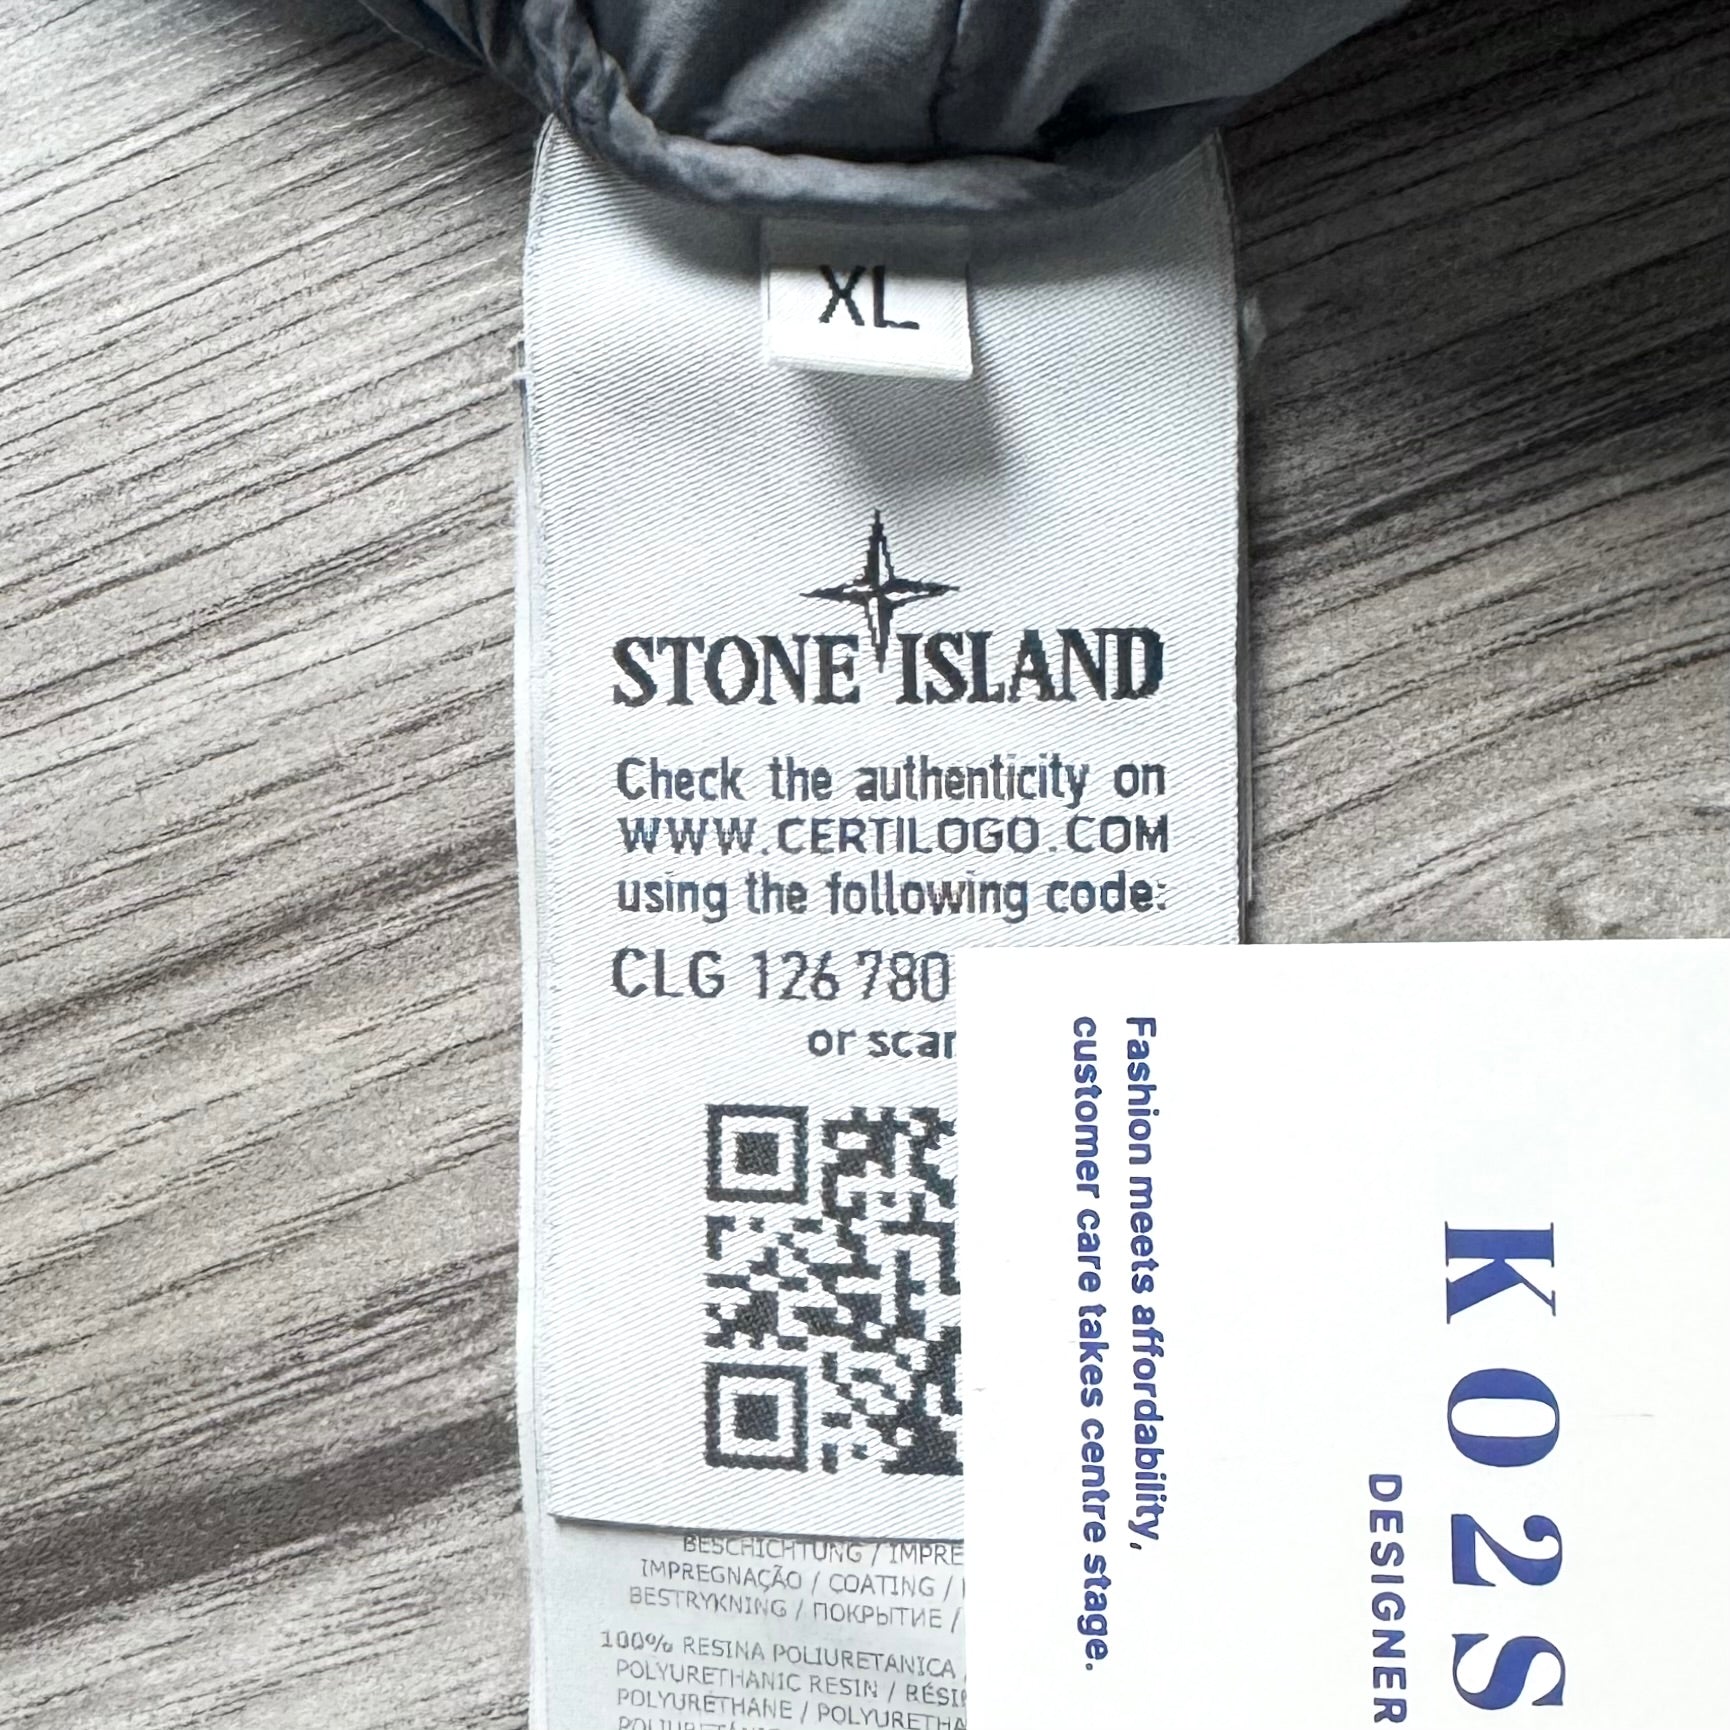 XL
STONE ISLAND
Check the authenticity on
WWW.CERTILOGO.COM
using the following code:
CLG 126 780
or scan
BESCHICHTUNG / IMPRE
IMPREGNAÇÃO / COATING /
BESTRYKNING / ПОКРЫТИЕ /
100% RESINA POLIURETANICA
POLYURETHANIC RESIN / RÉSI
POLYURÉTHANE / POLYURETHA
Fashion meets affordability,
customer care takes centre stage.
K02S
DESIGNER